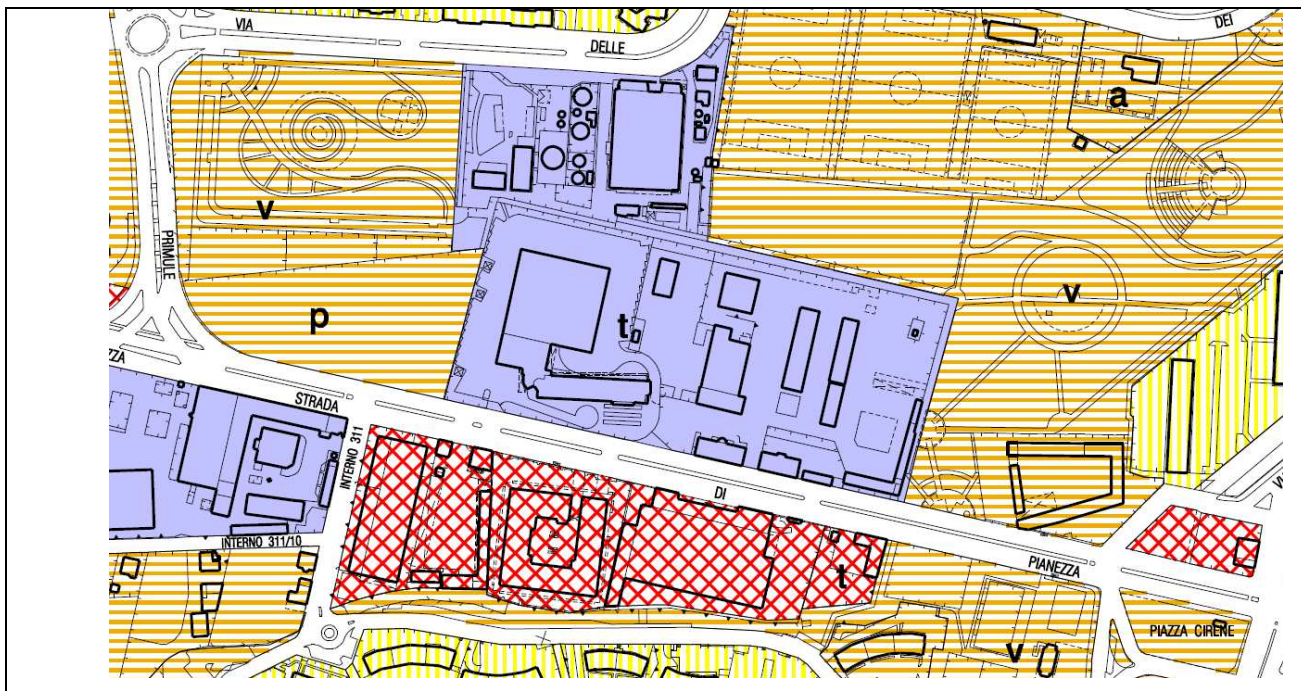 VIA
DELLE
DEI
a
v
PRIMULE
p
t
v
ZZA
STRADA
INTERNO 311
DI
INTERNO 311/10
PIANEZZA
t
v
PIAZZA CIRENE